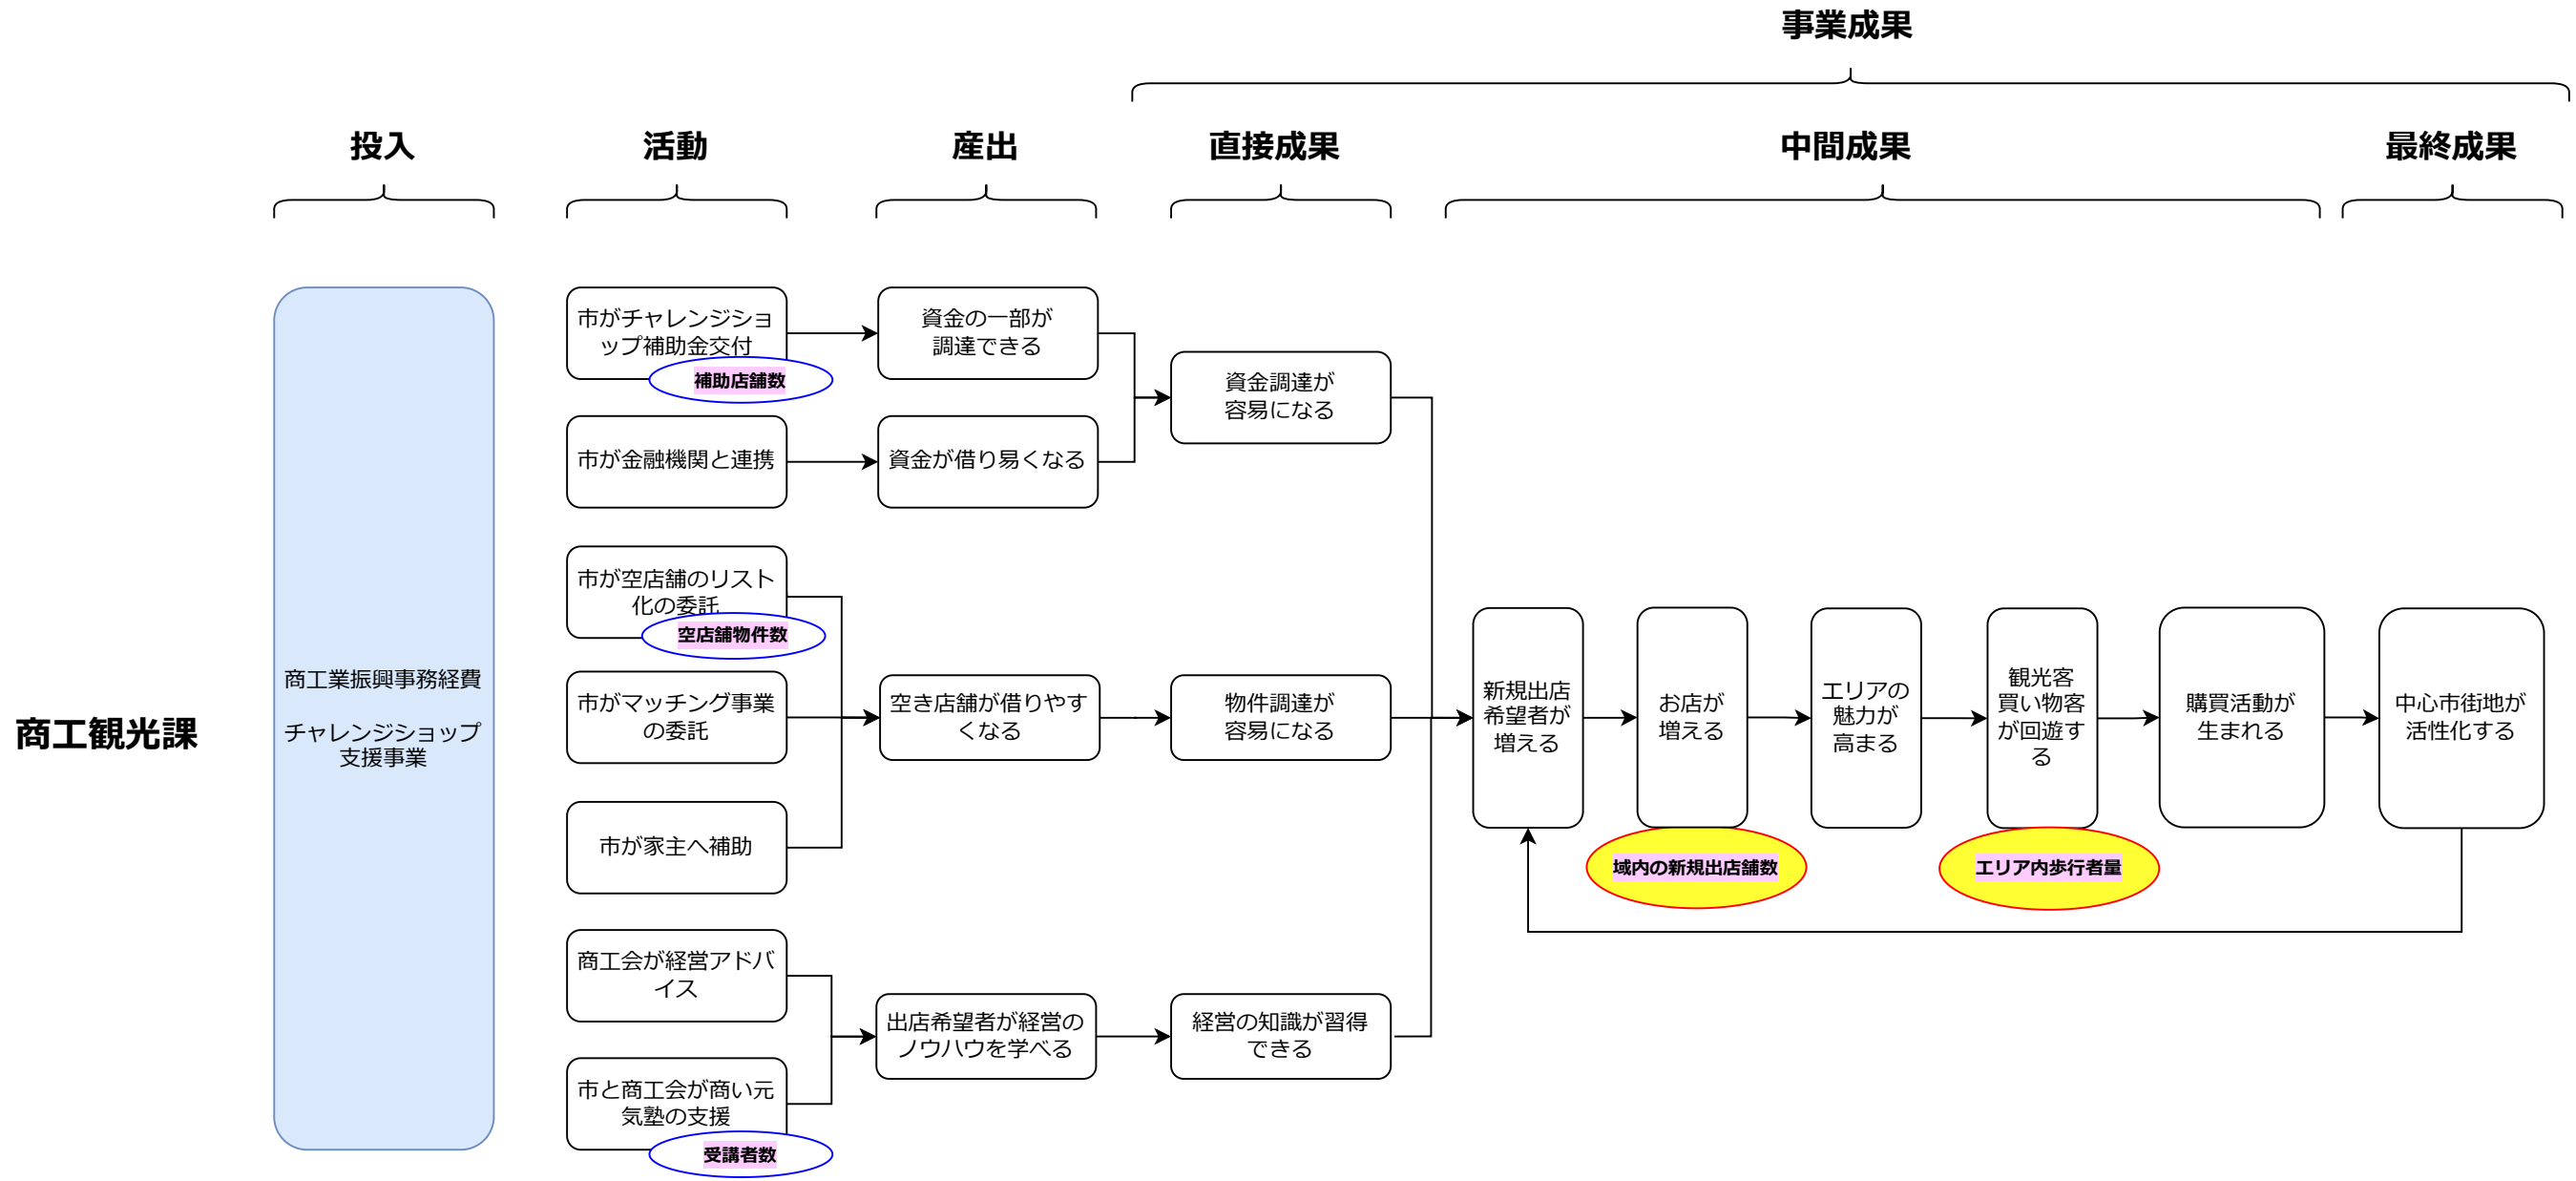 事業成果
投入
活動
産出
直接成果
中間成果
最終成果
商工観光課
商工業振興事務経費
チャレンジショップ
支援事業
市がチャレンジショ
ップ補助金交付
補助店舗数
市が金融機関と連携
市が空店舗のリスト
化の委託
空店舗物件数
市がマッチング事業
の委託
市が家主へ補助
商工会が経営アドバ
イス
市と商工会が商い元
気塾の支援
受講者数
資金の一部が
調達できる
資金が借り易くなる
空き店舗が借りやす
くなる
出店希望者が経営の
ノウハウを学べる
資金調達が
容易になる
物件調達が
容易になる
経営の知識が習得
できる
新規出店
希望者が
増える
お店が
増える
域内の新規出店舗数
エリアの
魅力が
高まる
観光客
買い物客
が回遊す
る
エリア内歩行者量
購買活動が
生まれる
中心市街地が
活性化する